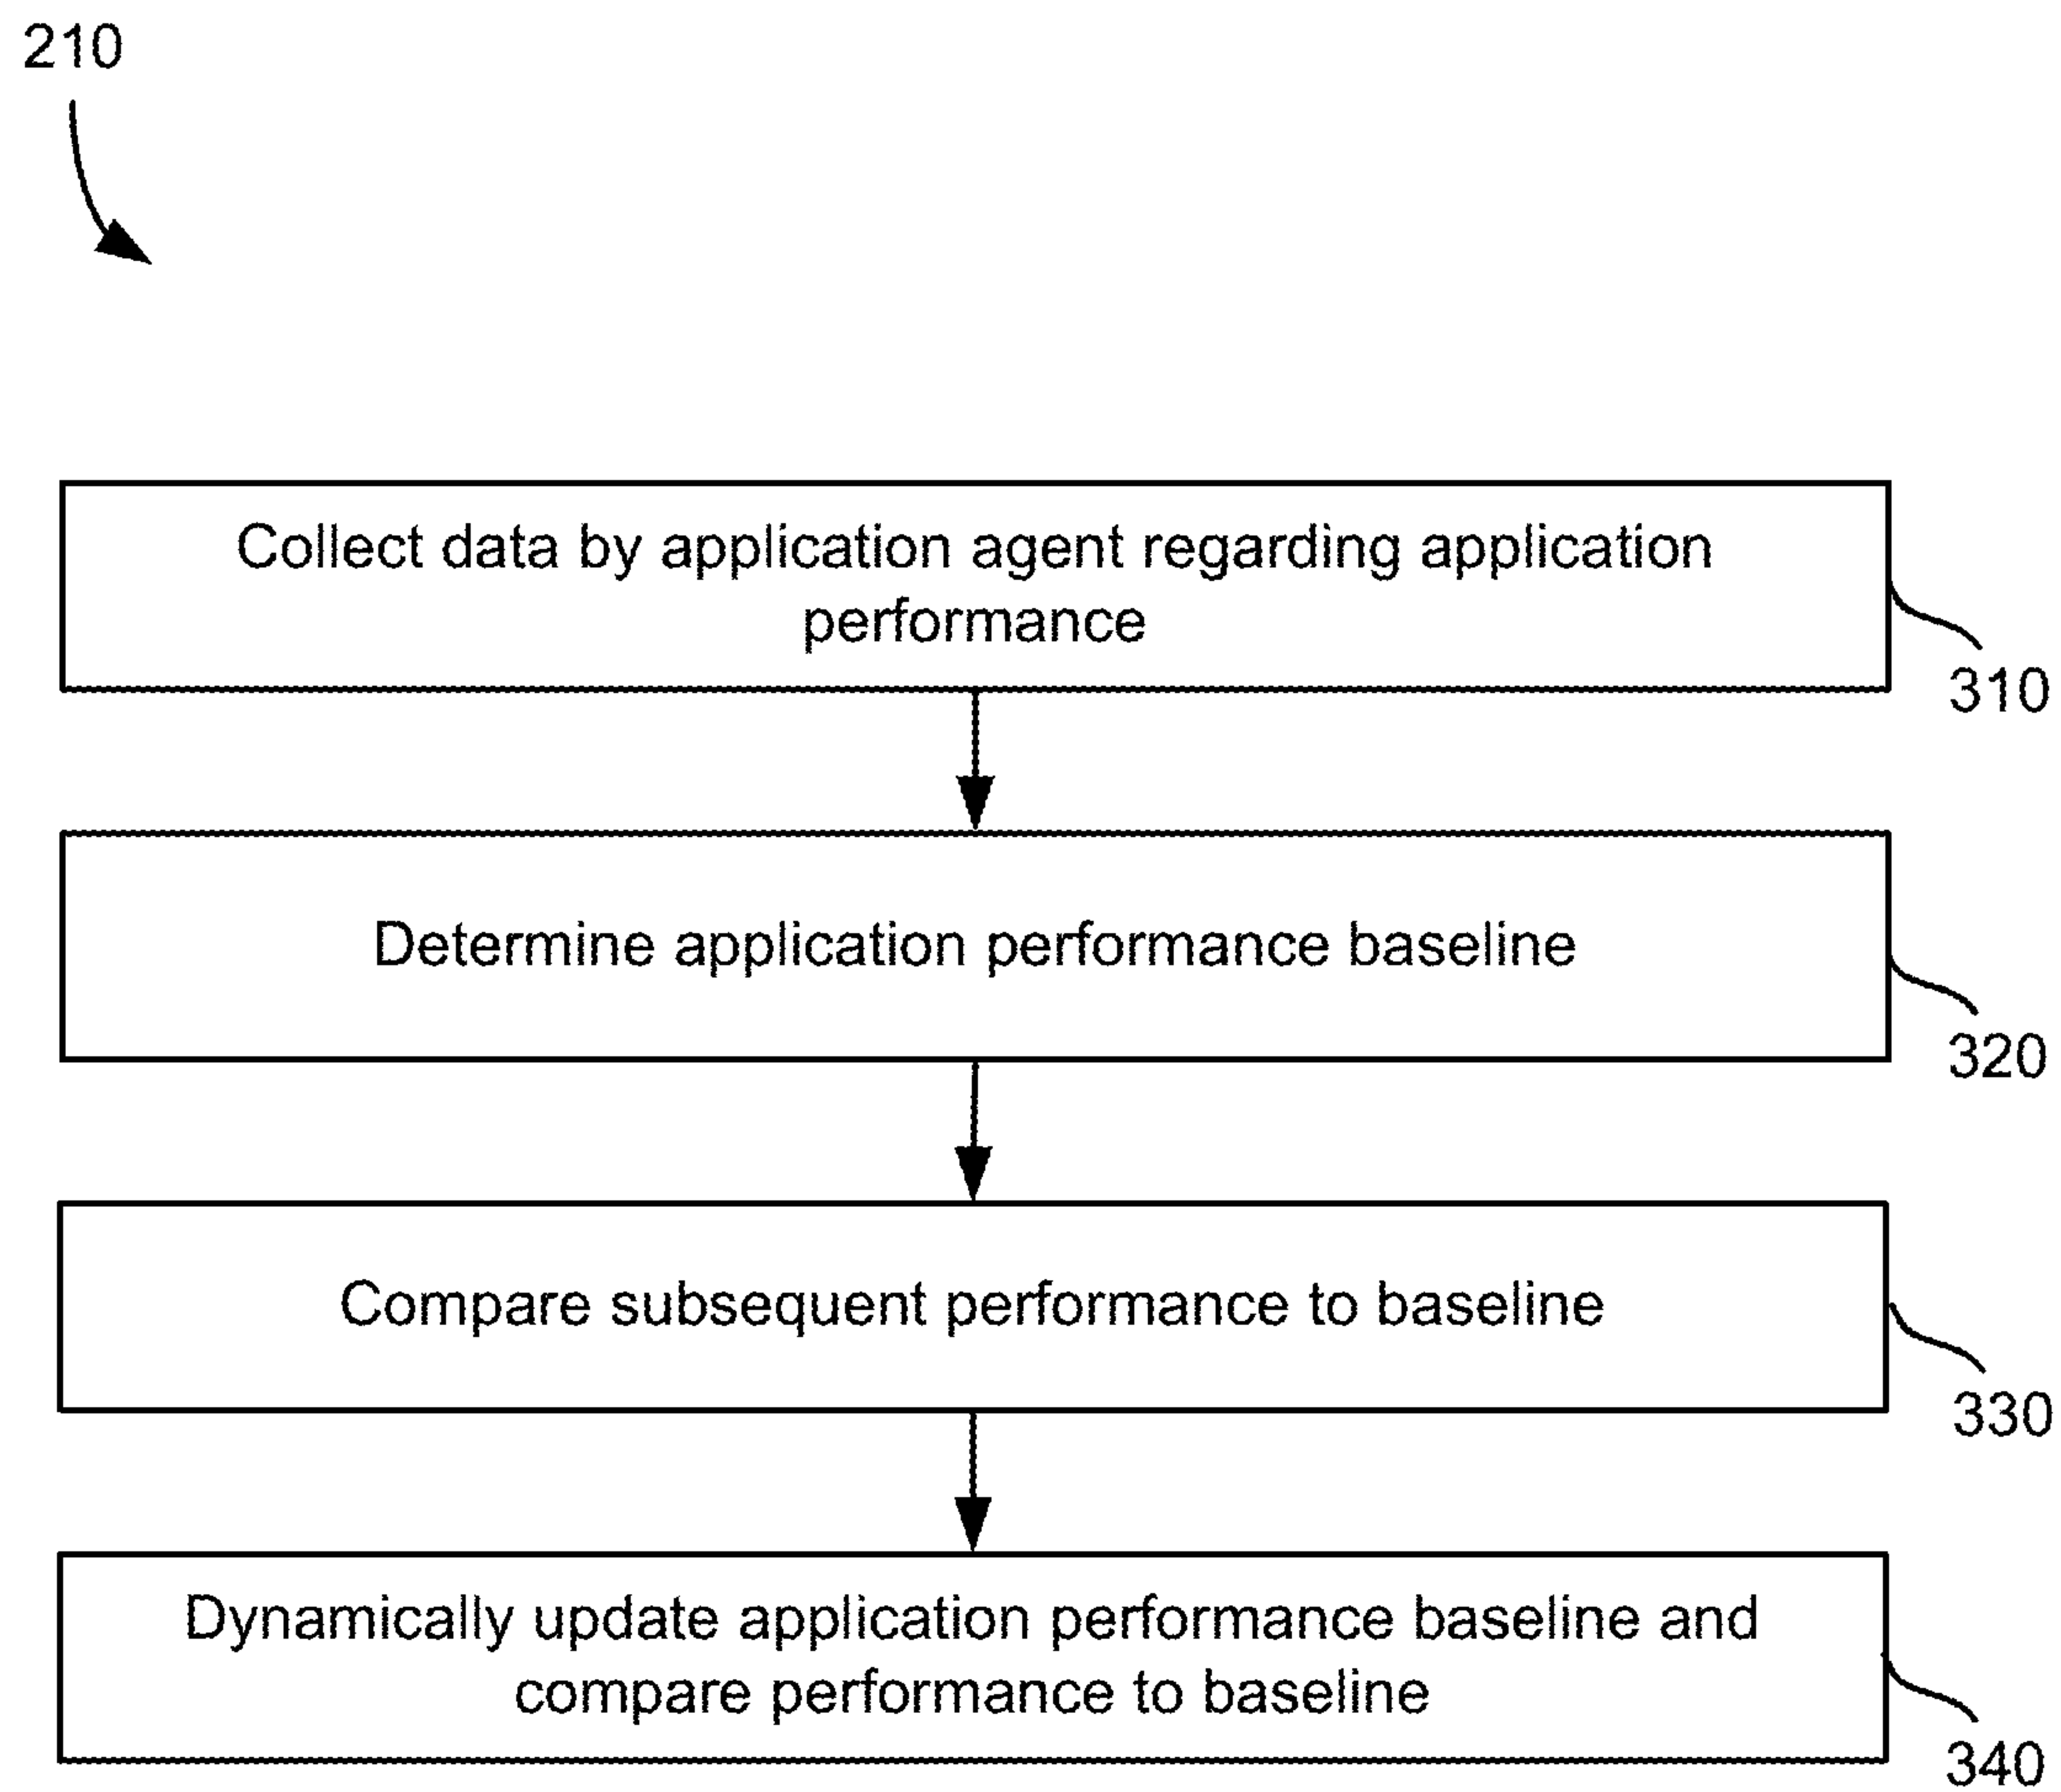 210
Collect data by application agent regarding application
performance
310
Determine application performance baseline
320
Compare subsequent performance to baseline
330
Dynamically update application performance baseline and
compare performance to baseline
340